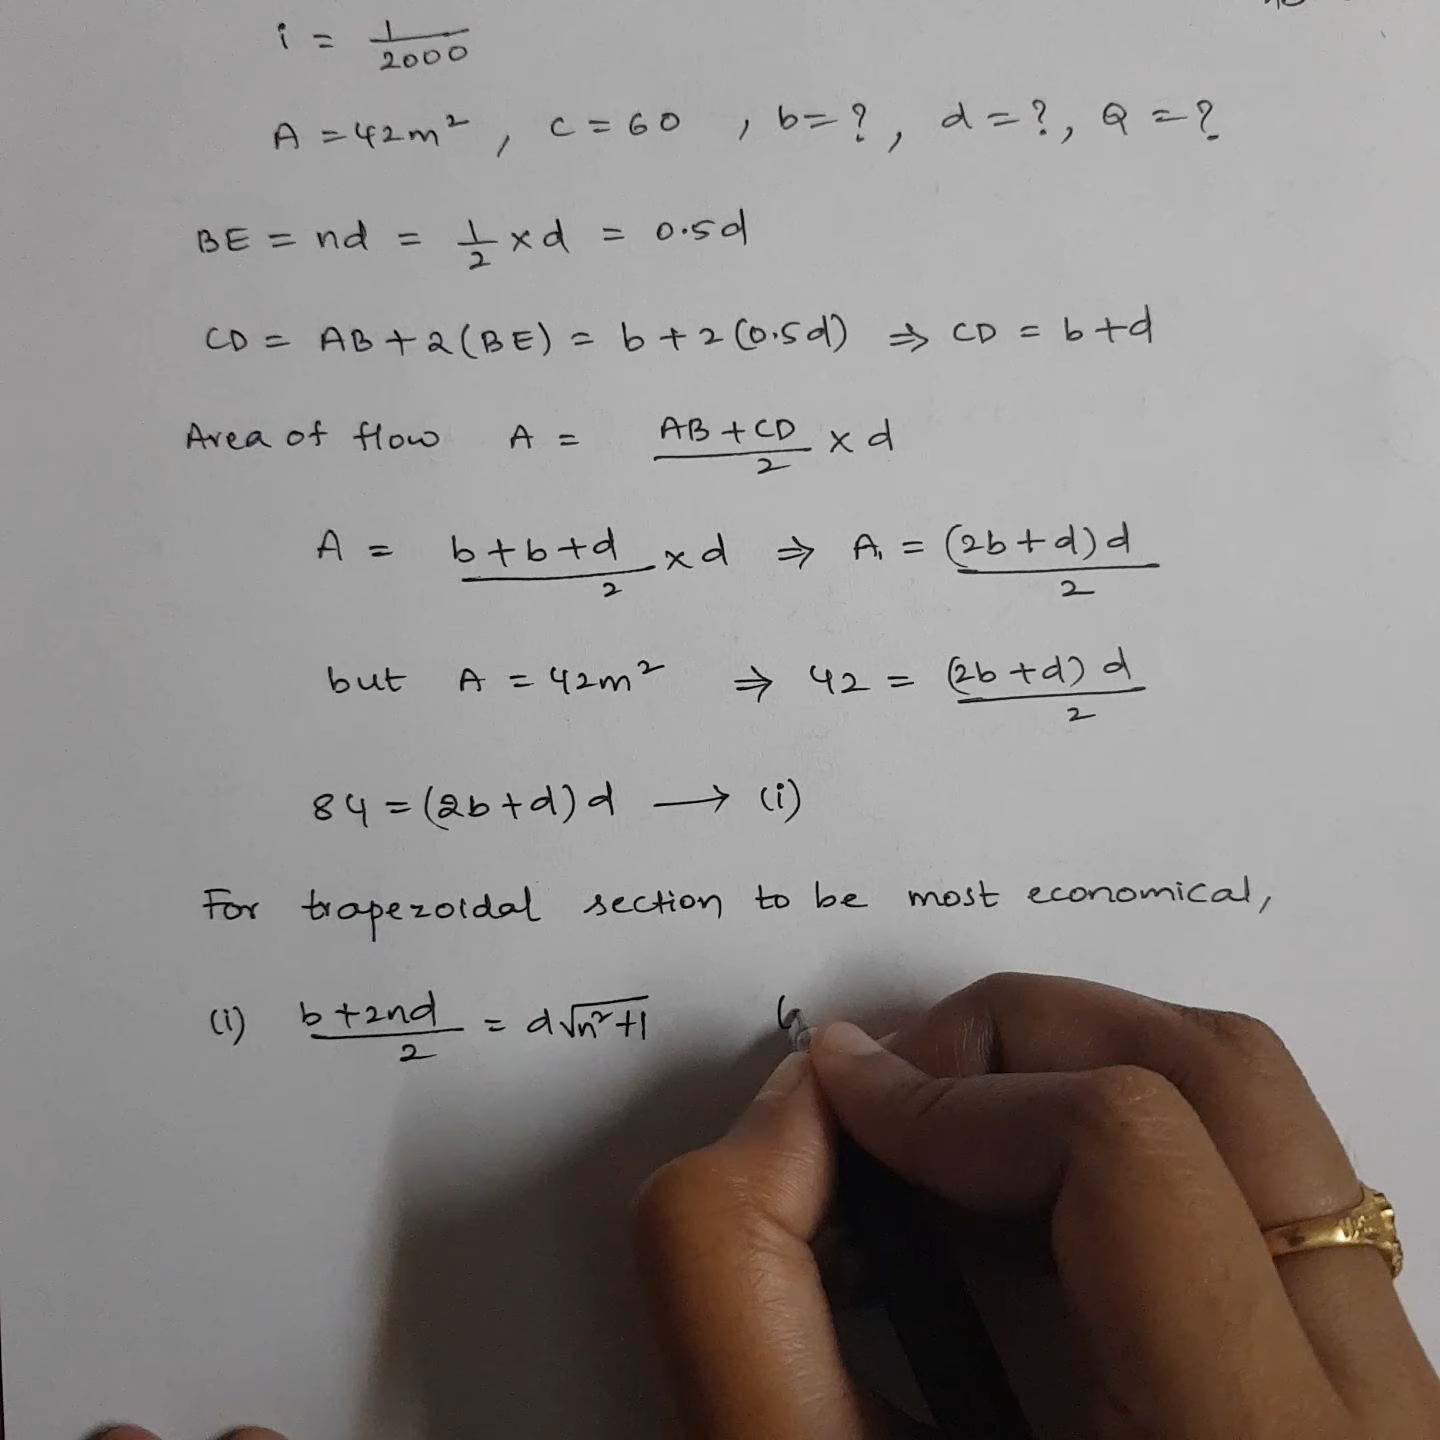 i = 1/2000
A = 42m², C = 60, b = ?, d = ?, Q = ?
BE = nd = 1/2 × d = 0.5d
CD = AB + 2(BE) = b + 2(0.5d) ⇒ CD = b + d
Area of flow A = (AB + CD)/2 × d
A = (b + b + d)/2 × d ⇒ A = (2b + d)d/2
but A = 42m² ⇒ 42 = (2b + d)d/2
84 = (2b + d)d → (i)
For trapezoidal section to be most economical,
(i) (b + 2nd)/2 = d√(n² + 1)